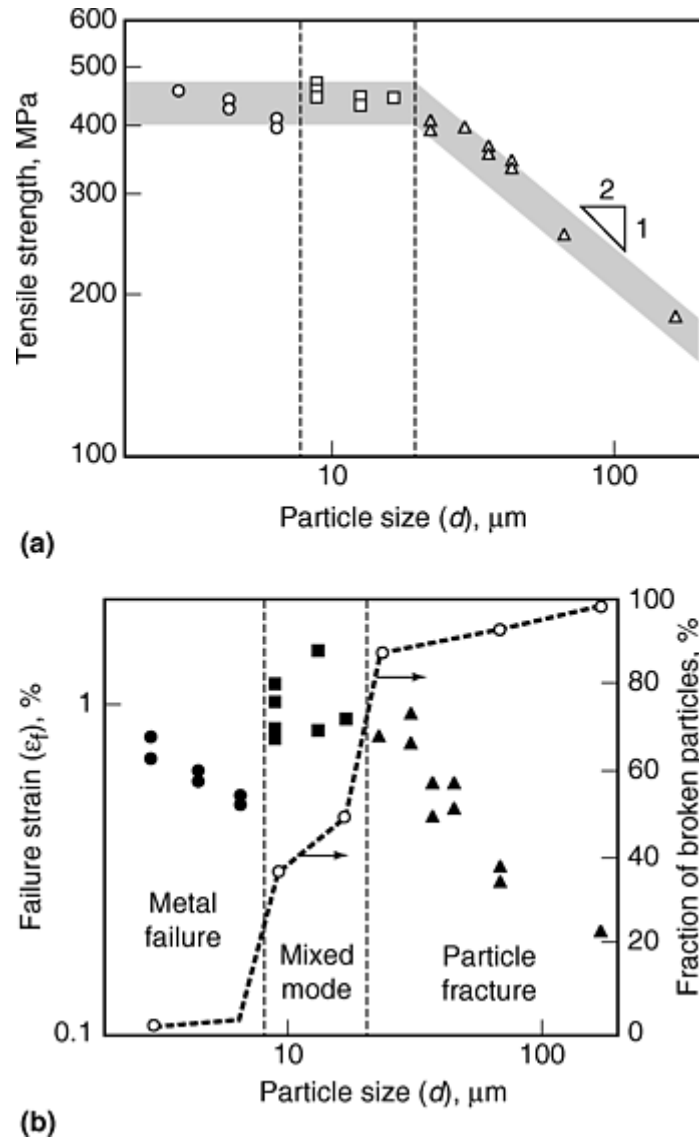 600
500
400
300
200
100
Tensile strength, MPa
2
1
10
100
Particle size (d), μm
(a)
1
0.1
Failure strain (εf), %
100
80
60
40
20
0
Fraction of broken particles, %
Metal
failure
Mixed
mode
Particle
fracture
10
100
Particle size (d), μm
(b)